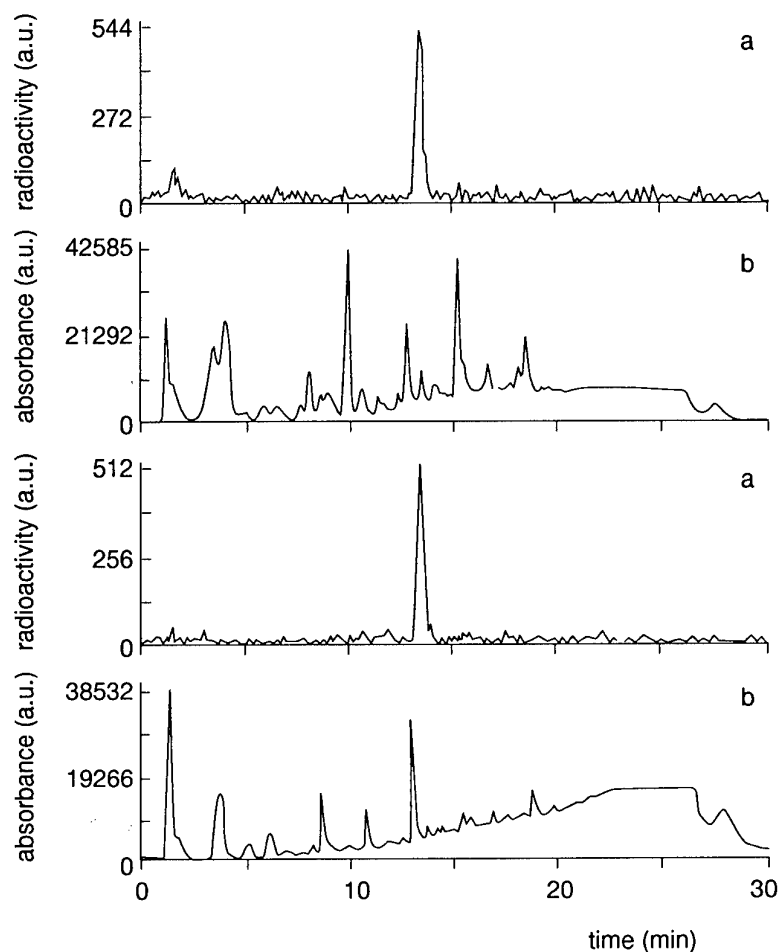 544
a
272
radioactivity (a.u.)
0
42585
b
21292
absorbance (a.u.)
0
512
a
256
radioactivity (a.u.)
0
38532
b
19266
absorbance (a.u.)
0
0 10 20 30
time (min)